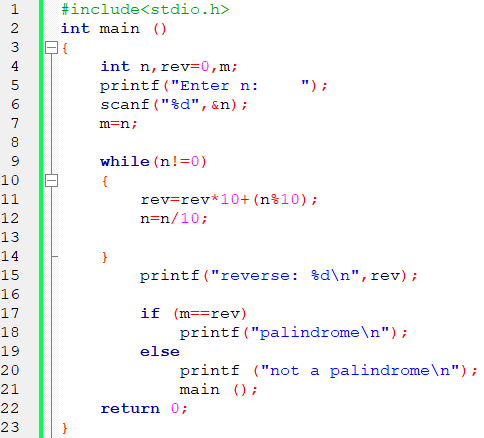 1 #include<stdio.h>
2 int main ()
3 {
4 int n,rev=0,m;
5 printf("Enter n:    ");
6 scanf("%d",&n);
7 m=n;
8
9 while(n!=0)
10 {
11 rev=rev*10+(n%10);
12 n=n/10;
13
14 }
15 printf("reverse: %d\n",rev);
16
17 if (m==rev)
18 printf("palindrome\n");
19 else
20 printf ("not a palindrome\n");
21 main ();
22 return 0;
23 }